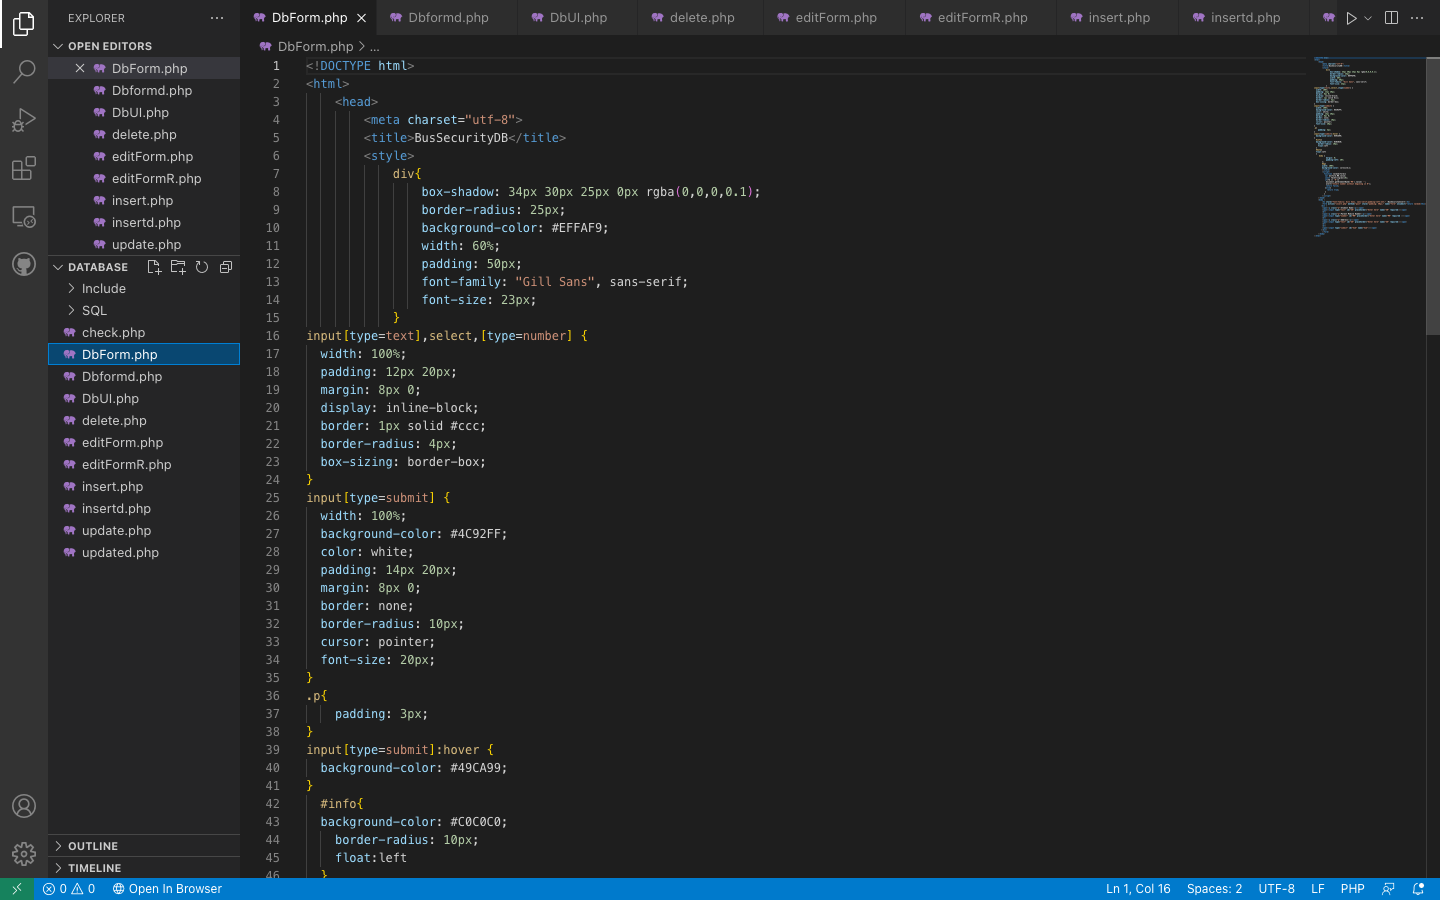 EXPLORER
OPEN EDITORS
DbForm.php
Dbformd.php
DbUI.php
delete.php
editForm.php
editFormR.php
insert.php
insertd.php
update.php
DATABASE
Include
SQL
check.php
DbForm.php
Dbformd.php
DbUI.php
delete.php
editForm.php
editFormR.php
insert.php
insertd.php
update.php
updated.php
OUTLINE
TIMELINE
DbForm.php Dbformd.php DbUI.php delete.php editForm.php editFormR.php insert.php insertd.php
DbForm.php > ...
1 <!DOCTYPE html>
2 <html>
3 <head>
4 <meta charset="utf-8">
5 <title>BusSecurityDB</title>
6 <style>
7 div{
8 box-shadow: 34px 30px 25px 0px rgba(0,0,0,0.1);
9 border-radius: 25px;
10 background-color: #EFFAF9;
11 width: 60%;
12 padding: 50px;
13 font-family: "Gill Sans", sans-serif;
14 font-size: 23px;
15 }
16 input[type=text],select,[type=number] {
17 width: 100%;
18 padding: 12px 20px;
19 margin: 8px 0;
20 display: inline-block;
21 border: 1px solid #ccc;
22 border-radius: 4px;
23 box-sizing: border-box;
24 }
25 input[type=submit] {
26 width: 100%;
27 background-color: #4C92FF;
28 color: white;
29 padding: 14px 20px;
30 margin: 8px 0;
31 border: none;
32 border-radius: 10px;
33 cursor: pointer;
34 font-size: 20px;
35 }
36 .p{
37 padding: 3px;
38 }
39 input[type=submit]:hover {
40 background-color: #49CA99;
41 }
42 #info{
43 background-color: #C0C0C0;
44 border-radius: 10px;
45 float:left
46 }
0 0 Open In Browser Ln 1, Col 16 Spaces: 2 UTF-8 LF PHP